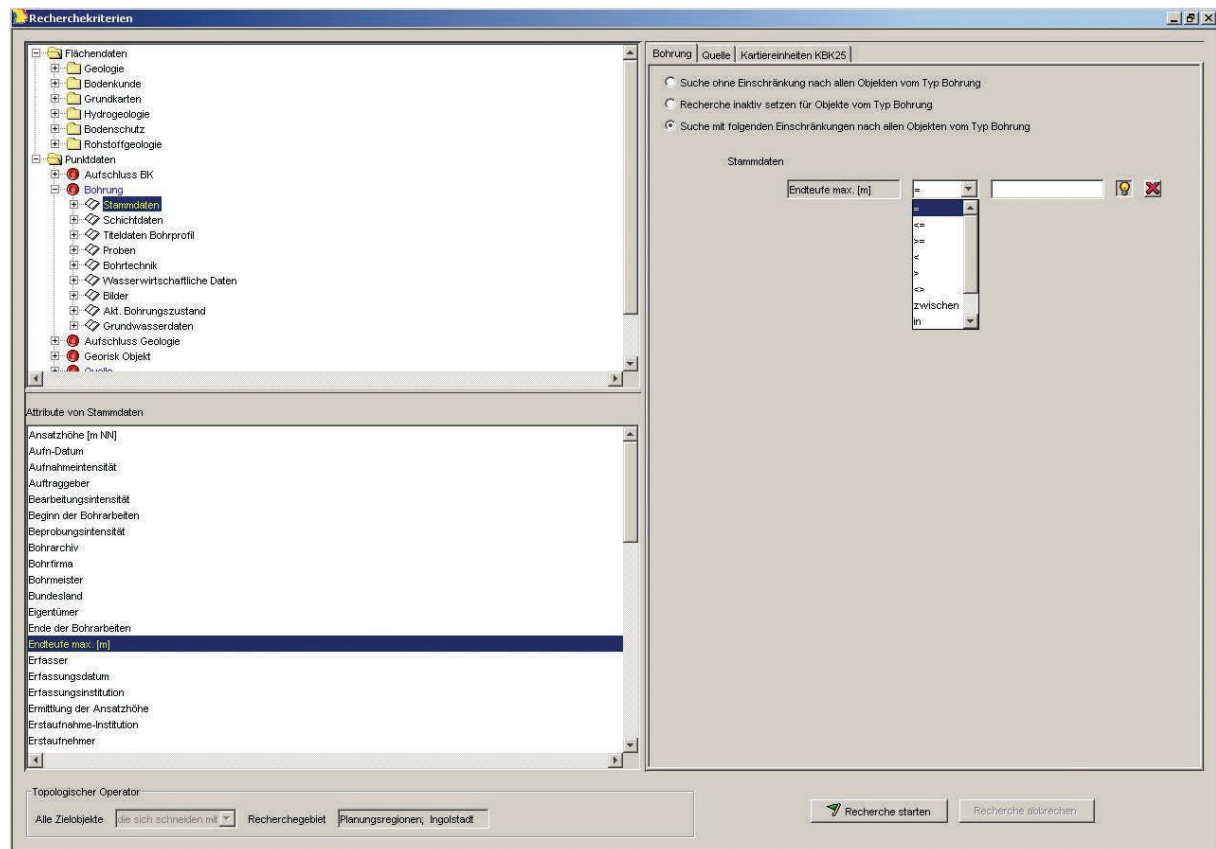 Recherchekriterien
Flächendaten
Geologie
Bodenkunde
Grundkarten
Hydrogeologie
Bodenschutz
Rohstoffgeologie
Punktdaten
Aufschluss BK
Bohrung
Stammdaten
Schichtdaten
Titeldaten Bohrprofil
Proben
Bohrtechnik
Wasserwirtschaftliche Daten
Bilder
Akt. Bohrungszustand
Grundwasserdaten
Aufschluss Geologie
Georisk Objekt
Quelle
Attribute von Stammdaten
Ansatzhöhe [m NN]
Aufn-Datum
Aufnahmeintensität
Auftraggeber
Bearbeitungsintensität
Beginn der Bohrarbeiten
Beprobungsintensität
Bohrarchiv
Bohrfirma
Bohrmeister
Bundesland
Eigentümer
Ende der Bohrarbeiten
Endteufe max. [m]
Erfasser
Erfassungsdatum
Erfassungsinstitution
Ermittlung der Ansatzhöhe
Erstaufnahme-Institution
Erstaufnehmer
Bohrung Quelle Kartiereinheiten KBK25
Suche ohne Einschränkung nach allen Objekten vom Typ Bohrung
Recherche inaktiv setzen für Objekte vom Typ Bohrung
Suche mit folgenden Einschränkungen nach allen Objekten vom Typ Bohrung
Stammdaten
Endteufe max. [m] =
=
<=
>=
<
>
<>
zwischen
in
Topologischer Operator
Alle Zielobjekte die sich schneiden mit Recherchegebiet Planungsregionen; Ingolstadt
Recherche starten Recherche abbrechen